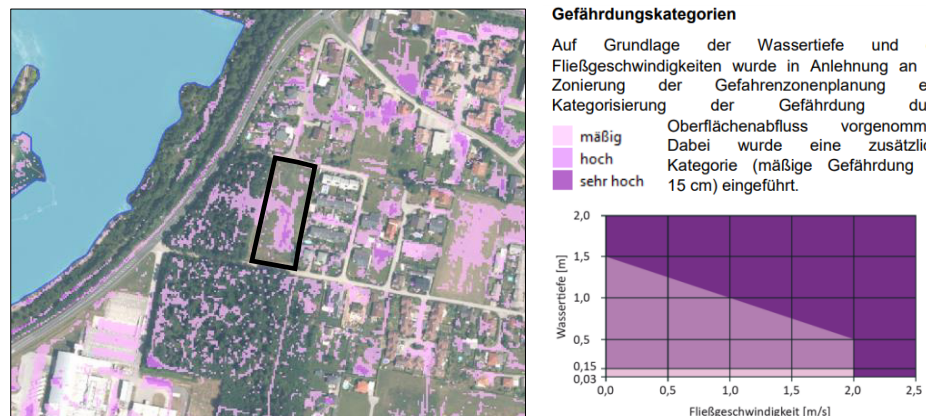 Gefährdungskategorien
Auf Grundlage der Wassertiefe und
Fließgeschwindigkeiten wurde in Anlehnung an
Zonierung der Gefahrenzonenplanung e
Kategorisierung der Gefährdung du
mäßig Oberflächenabfluss vorgenomm
hoch Dabei wurde eine zusätzlic
Kategorie (mäßige Gefährdung
sehr hoch 15 cm) eingeführt.
2,0
1,5
1,0
0,5
0,15
0,03
Wassertiefe [m]
0,0 0,5 1,0 1,5 2,0 2,5
Fließgeschwindigkeit [m/s]